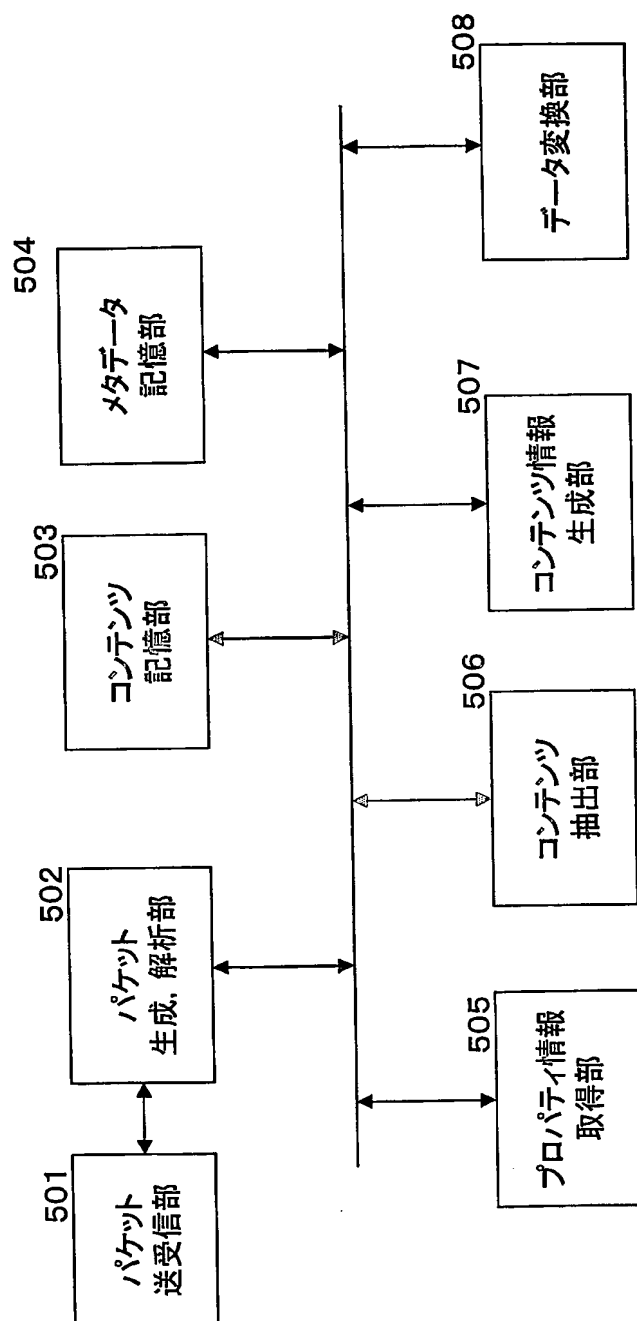 501
パケット
送受信部
502
パケット
生成，解析部
503
コンテンツ
記憶部
504
メタデータ
記憶部
505
プロパティ情報
取得部
506
コンテンツ
抽出部
507
コンテンツ情報
生成部
508
データ変換部